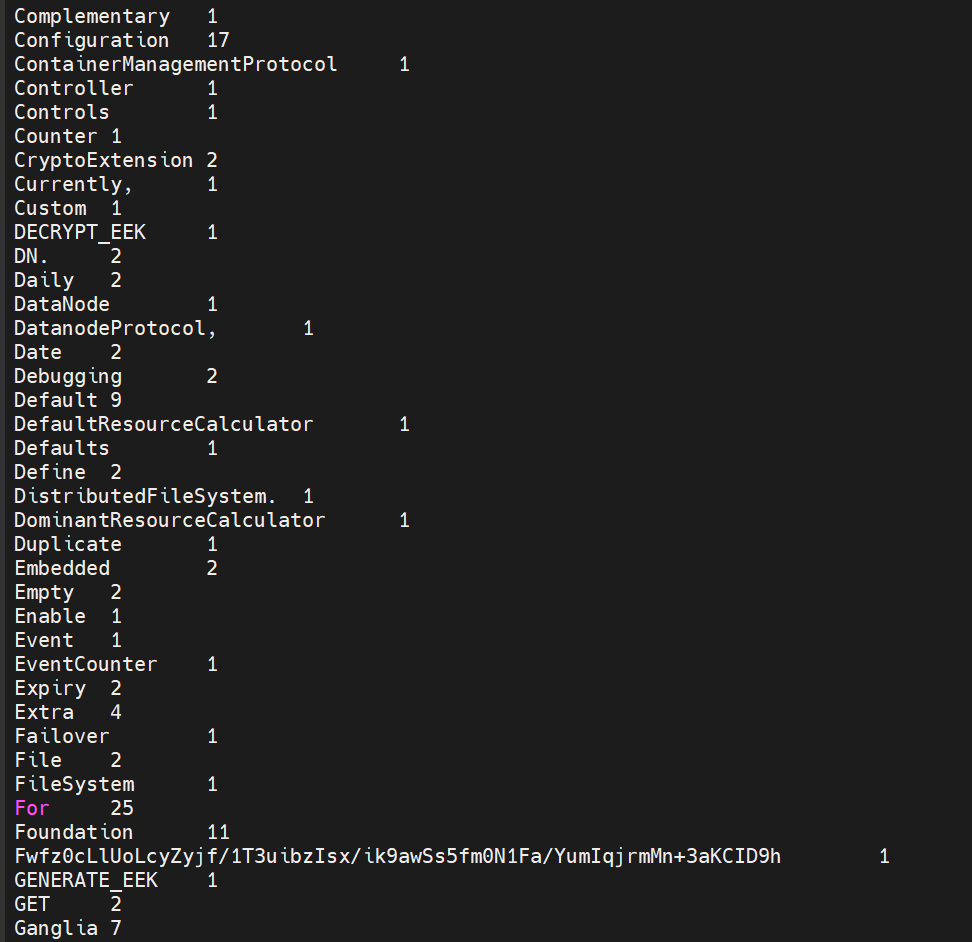 Complementary	1
Configuration	17
ContainerManagementProtocol	1
Controller	1
Controls	1
Counter	1
CryptoExtension	2
Currently,	1
Custom	1
DECRYPT_EEK	1
DN.	2
Daily	2
DataNode	1
DatanodeProtocol,	1
Date	2
Debugging	2
Default	9
DefaultResourceCalculator	1
Defaults	1
Define	2
DistributedFileSystem.	1
DominantResourceCalculator	1
Duplicate	1
Embedded	2
Empty	2
Enable	1
Event	1
EventCounter	1
Expiry	2
Extra	4
Failover	1
File	2
FileSystem	1
For	25
Foundation	11
Fwfz0cLlUoLcyZyjf/1T3uibzIsx/ik9awSs5fm0N1Fa/YumIqjrmMn+3aKCID9h	1
GENERATE_EEK	1
GET	2
Ganglia	7